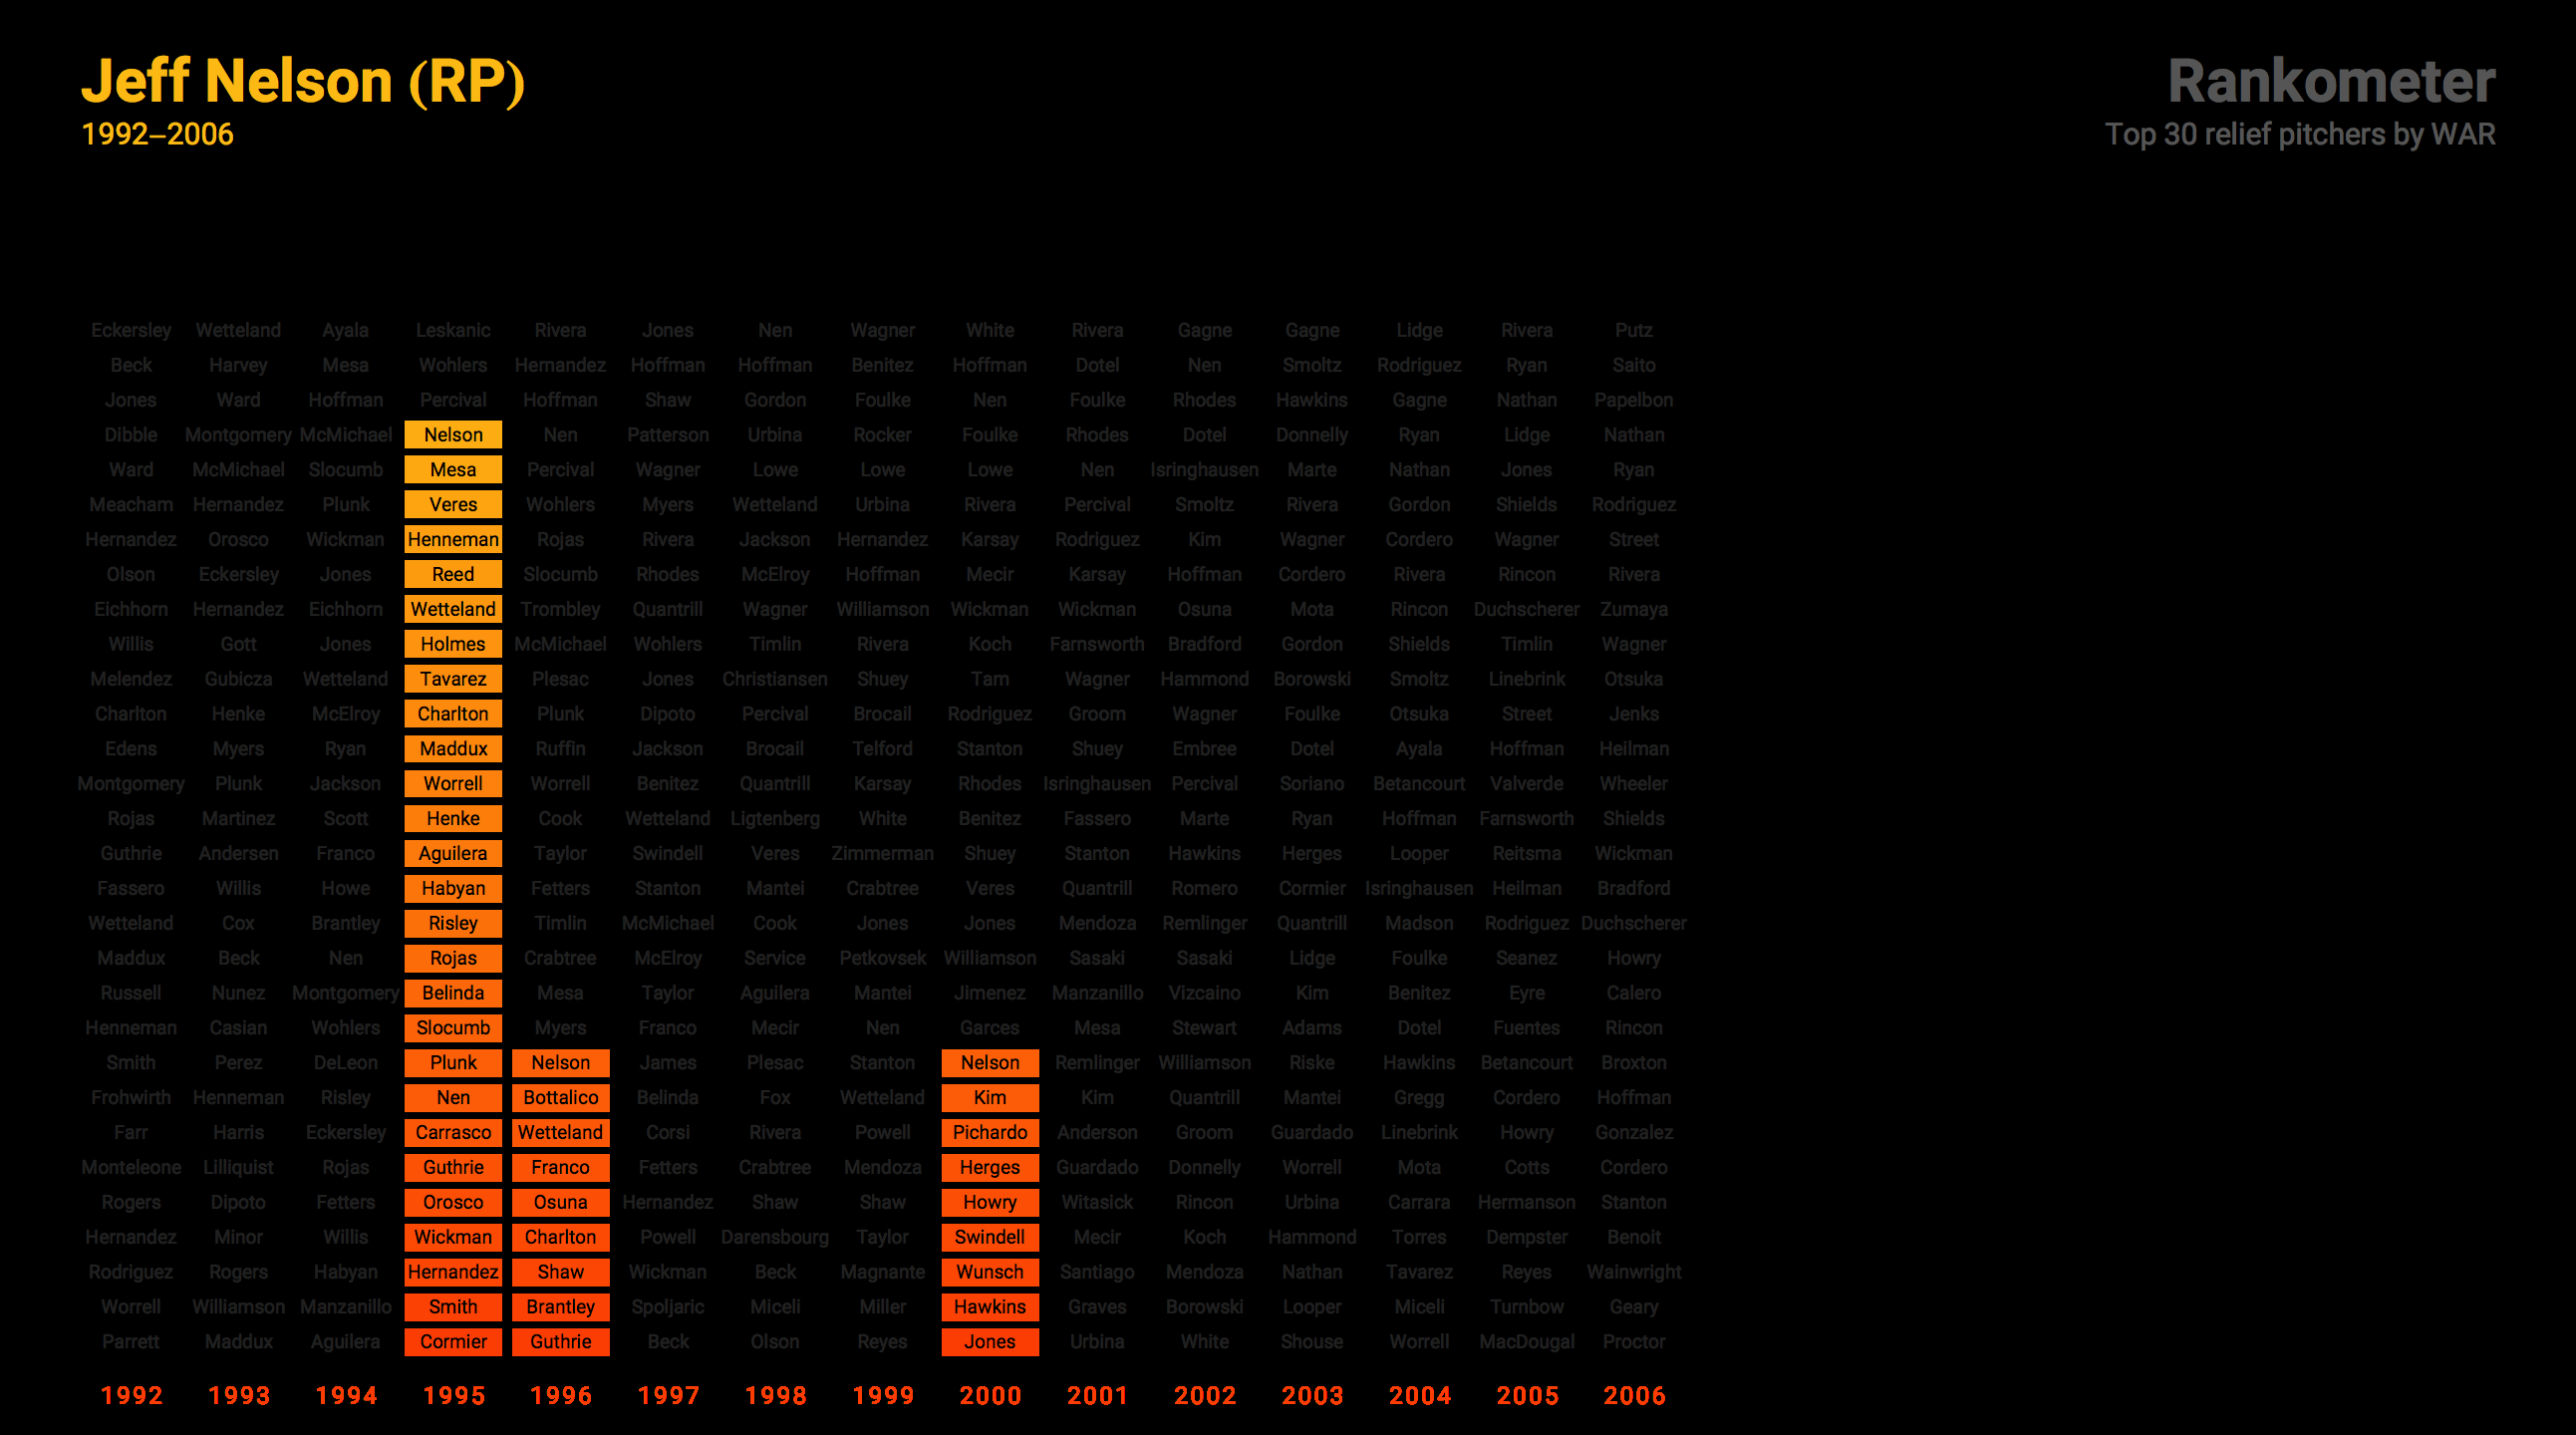 Jeff Nelson (RP)
1992–2006
Rankometer
Top 30 relief pitchers by WAR
Eckersley Wetteland Ayala Leskanic Rivera Jones Nen Wagner White Rivera Gagne Gagne Lidge Rivera Putz
Beck Harvey Mesa Wohlers Hernandez Hoffman Hoffman Benitez Hoffman Dotel Nen Smoltz Rodriguez Ryan Saito
Jones Ward Hoffman Percival Hoffman Shaw Gordon Foulke Nen Foulke Rhodes Hawkins Gagne Nathan Papelbon
Dibble Montgomery McMichael Nelson Nen Patterson Urbina Rocker Foulke Rhodes Dotel Donnelly Ryan Lidge Nathan
Ward McMichael Slocumb Mesa Percival Wagner Lowe Lowe Lowe Nen Isringhausen Marte Nathan Jones Ryan
Meacham Hernandez Plunk Veres Wohlers Myers Wetteland Urbina Rivera Percival Smoltz Rivera Gordon Shields Rodriguez
Hernandez Orosco Wickman Henneman Rojas Rivera Jackson Hernandez Karsay Rodriguez Kim Wagner Cordero Wagner Street
Olson Eckersley Jones Reed Slocumb Rhodes McElroy Hoffman Mecir Karsay Hoffman Cordero Rivera Rincon Rivera
Eichhorn Hernandez Eichhorn Wetteland Trombley Quantrill Wagner Williamson Wickman Wickman Osuna Mota Rincon Duchscherer Zumaya
Willis Gott Jones Holmes McMichael Wohlers Timlin Rivera Koch Farnsworth Bradford Gordon Shields Timlin Wagner
Melendez Gubicza Wetteland Tavarez Plesac Jones Christiansen Shuey Tam Wagner Hammond Borowski Smoltz Linebrink Otsuka
Charlton Henke McElroy Charlton Plunk Dipoto Percival Brocail Rodriguez Groom Wagner Foulke Otsuka Street Jenks
Edens Myers Ryan Maddux Ruffin Jackson Brocail Telford Stanton Shuey Embree Dotel Ayala Hoffman Heilman
Montgomery Plunk Jackson Worrell Worrell Benitez Quantrill Karsay Rhodes Isringhausen Percival Soriano Betancourt Valverde Wheeler
Rojas Martinez Scott Henke Cook Wetteland Ligtenberg White Benitez Fassero Marte Ryan Hoffman Farnsworth Shields
Guthrie Andersen Franco Aguilera Taylor Swindell Veres Zimmerman Shuey Stanton Hawkins Herges Looper Reitsma Wickman
Fassero Willis Howe Habyan Fetters Stanton Mantei Crabtree Veres Quantrill Romero Cormier Isringhausen Heilman Bradford
Wetteland Cox Brantley Risley Timlin McMichael Cook Jones Jones Mendoza Remlinger Quantrill Madson Rodriguez Duchscherer
Maddux Beck Nen Rojas Crabtree McElroy Service Petkovsek Williamson Sasaki Sasaki Lidge Foulke Seanez Howry
Russell Nunez Montgomery Belinda Mesa Taylor Aguilera Mantei Jimenez Manzanillo Vizcaino Kim Benitez Eyre Calero
Henneman Casian Wohlers Slocumb Myers Franco Mecir Nen Garces Mesa Stewart Adams Dotel Fuentes Rincon
Smith Perez DeLeon Plunk Nelson James Plesac Stanton Nelson Remlinger Williamson Riske Hawkins Betancourt Broxton
Frohwirth Henneman Risley Nen Bottalico Belinda Fox Wetteland Kim Kim Quantrill Mantei Gregg Cordero Hoffman
Farr Harris Eckersley Carrasco Wetteland Corsi Rivera Powell Pichardo Anderson Groom Guardado Linebrink Howry Gonzalez
Monteleone Lilliquist Rojas Guthrie Franco Fetters Crabtree Mendoza Herges Guardado Donnelly Worrell Mota Cotts Cordero
Rogers Dipoto Fetters Orosco Osuna Hernandez Shaw Shaw Howry Witasick Rincon Urbina Carrara Hermanson Stanton
Hernandez Minor Willis Wickman Charlton Powell Darensbourg Taylor Swindell Mecir Koch Hammond Torres Dempster Benoit
Rodriguez Rogers Habyan Hernandez Shaw Wickman Beck Magnante Wunsch Santiago Mendoza Nathan Tavarez Reyes Wainwright
Worrell Williamson Manzanillo Smith Brantley Spoljaric Miceli Miller Hawkins Graves Borowski Looper Miceli Turnbow Geary
Parrett Maddux Aguilera Cormier Guthrie Beck Olson Reyes Jones Urbina White Shouse Worrell MacDougal Proctor
1992 1993 1994 1995 1996 1997 1998 1999 2000 2001 2002 2003 2004 2005 2006